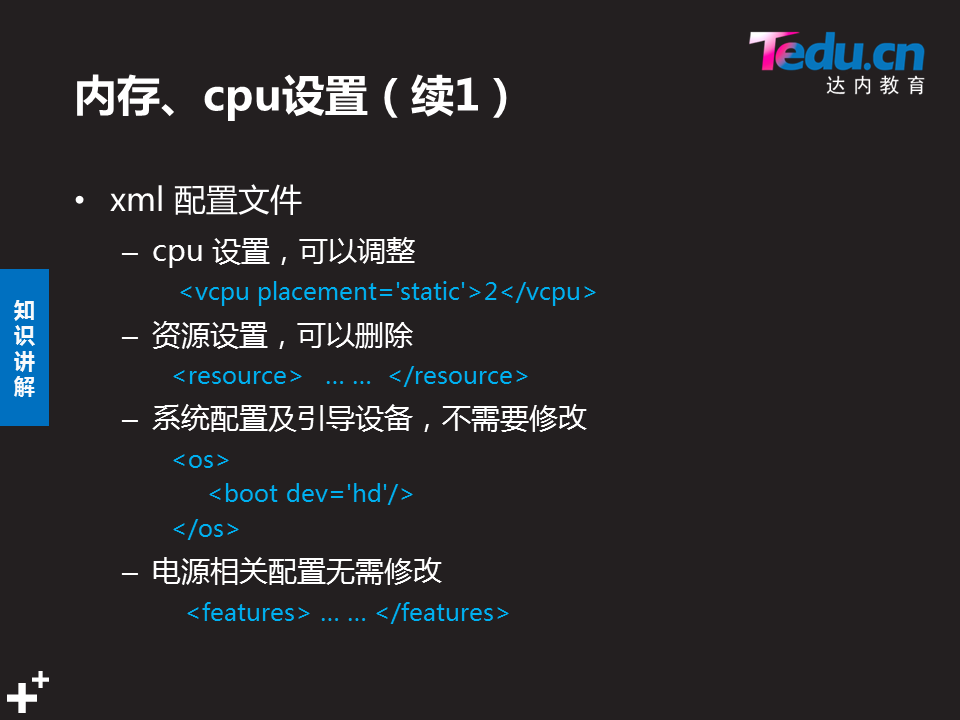 Tedu.cn
达内教育
内存、cpu设置（续1）
• xml 配置文件
– cpu 设置，可以调整
<vcpu placement='static'>2</vcpu>
– 资源设置，可以删除
<resource> ... ... </resource>
– 系统配置及引导设备，不需要修改
<os>
<boot dev='hd'/>
</os>
– 电源相关配置无需修改
<features> ... ... </features>
知识讲解